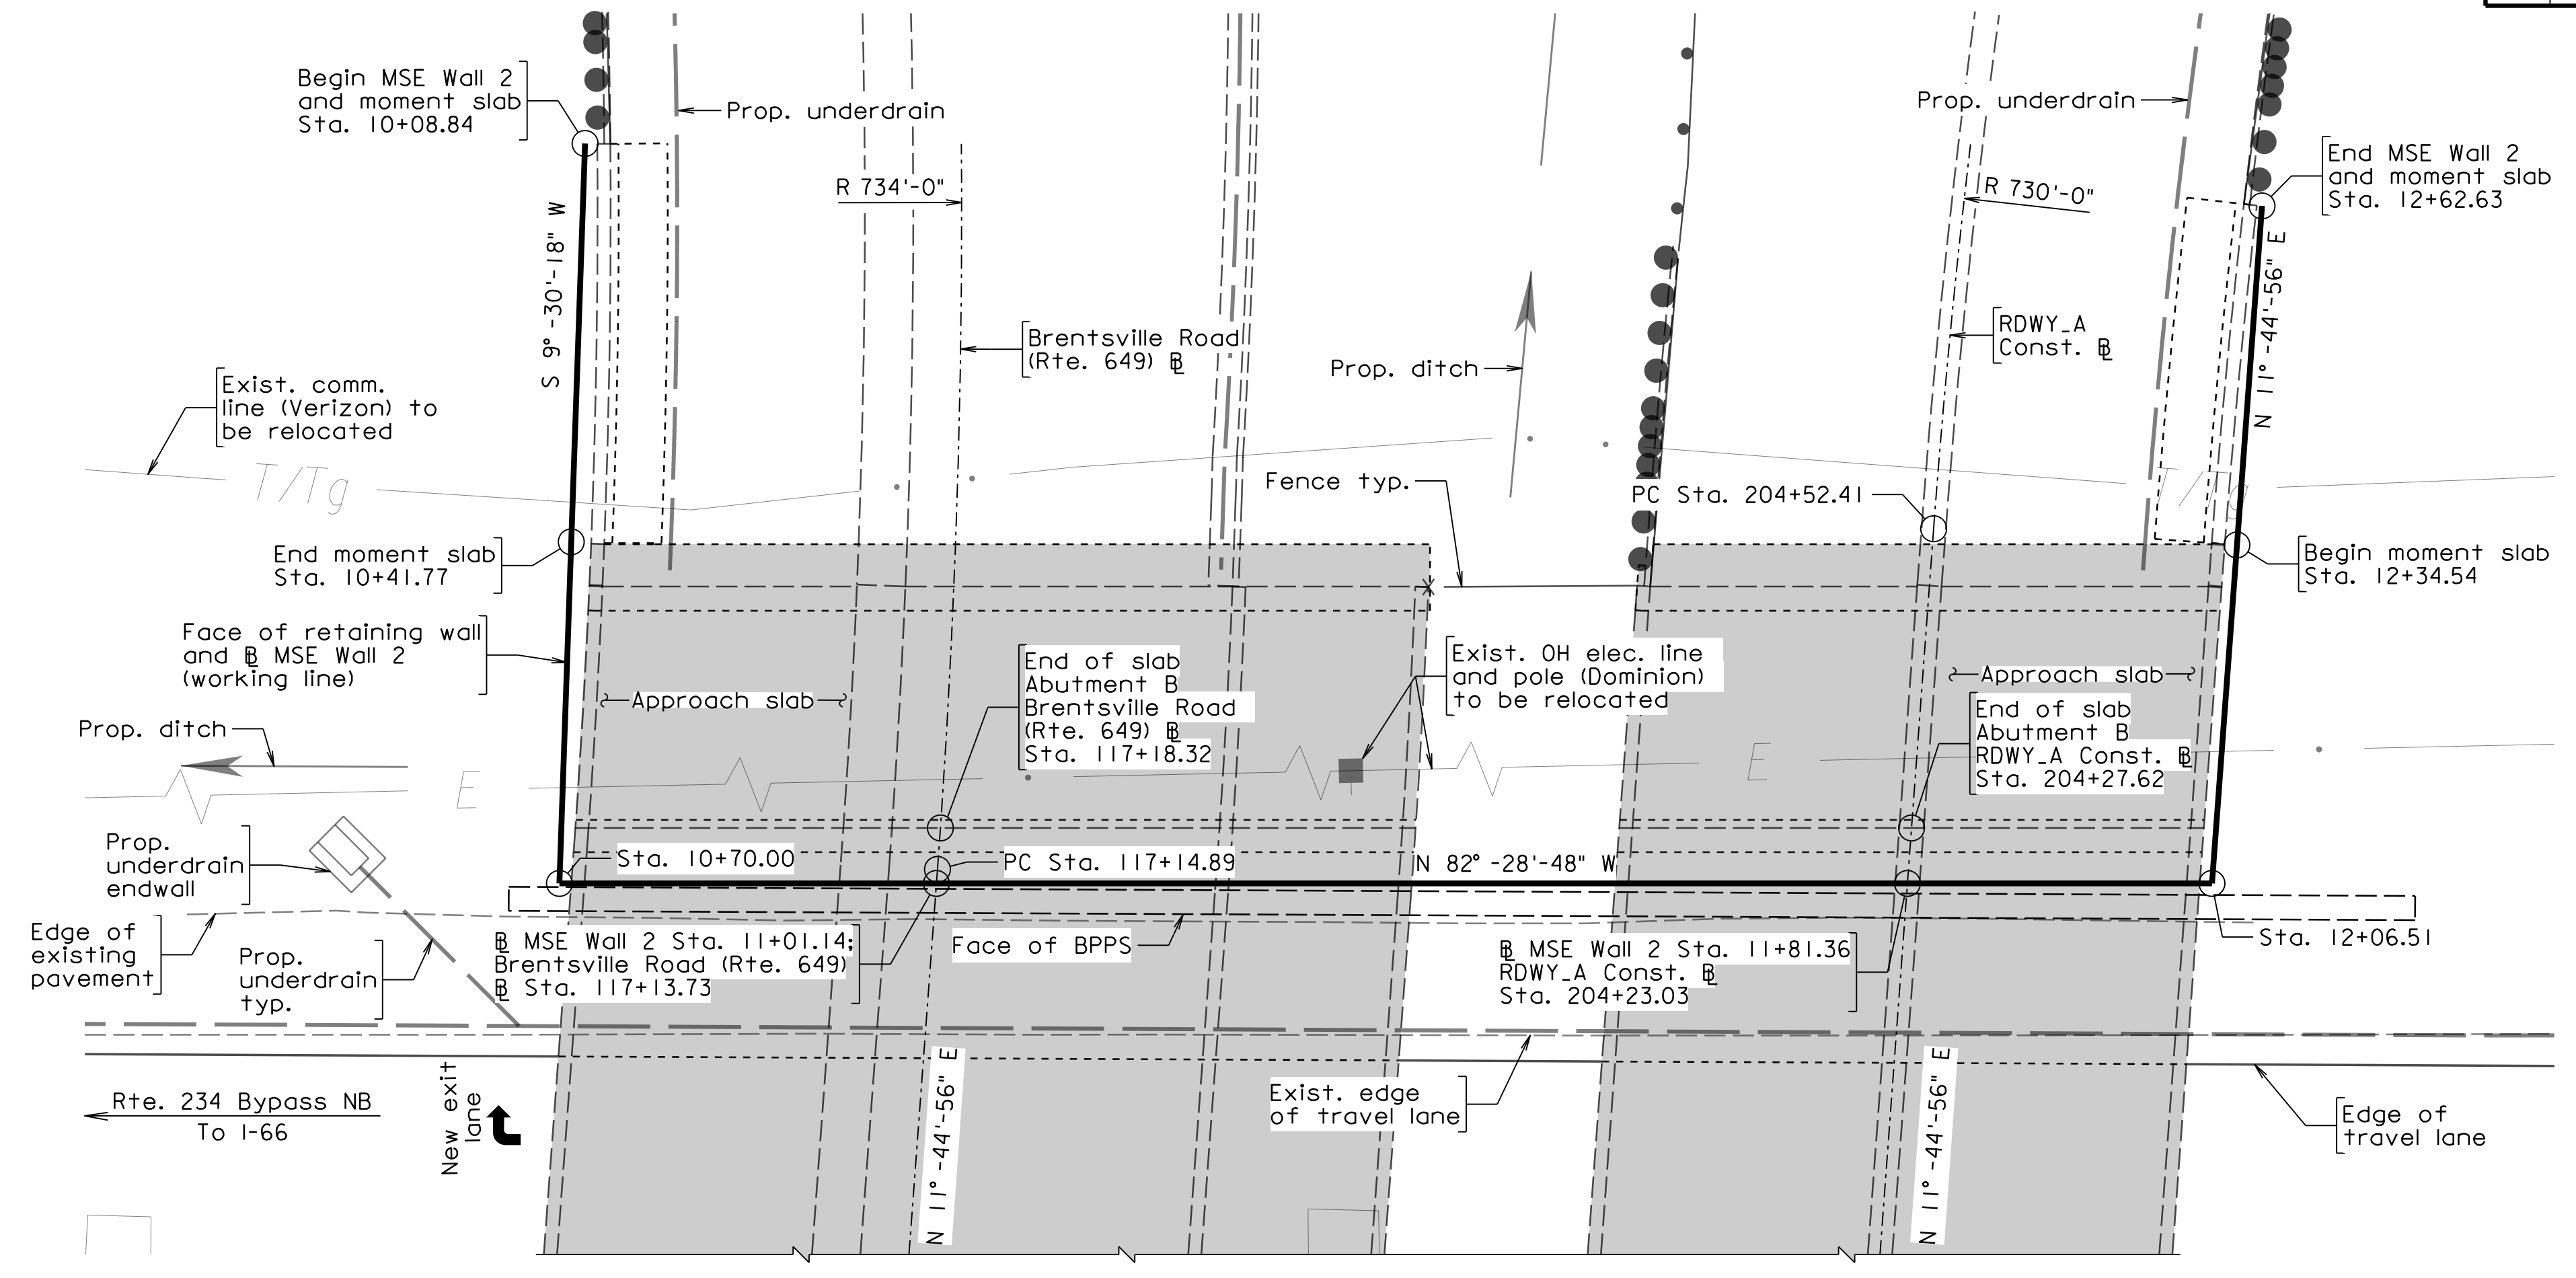 Begin MSE Wall 2
and moment slab
Sta. 10+08.84
Prop. underdrain
R 734'-0"
Prop. underdrain
R 730'-0"
End MSE Wall 2
and moment slab
Sta. 12+62.63
S 9°-30'-18" W
N 11°-44'-56" E
Brentsville Road
(Rte. 649) BL
Prop. ditch
RDWY_A
Const. BL
Exist. comm.
line (Verizon) to
be relocated
T/Tg
Fence typ.
PC Sta. 204+52.41
T/Tg
End moment slab
Sta. 10+41.77
Begin moment slab
Sta. 12+34.54
Face of retaining wall
and BL MSE Wall 2
(working line)
Approach slab
End of slab
Abutment B
Brentsville Road
(Rte. 649) BL
Sta. 117+18.32
Exist. OH elec. line
and pole (Dominion)
to be relocated
Approach slab
End of slab
Abutment B
RDWY_A Const. BL
Sta. 204+27.62
Prop. ditch
E
E
Prop.
underdrain
endwall
Sta. 10+70.00
PC Sta. 117+14.89
N 82°-28'-48" W
Edge of
existing
pavement
Prop.
underdrain
typ.
BL MSE Wall 2 Sta. 11+01.14;
Brentsville Road (Rte. 649)
BL Sta. 117+13.73
Face of BPPS
BL MSE Wall 2 Sta. 11+81.36
RDWY_A Const. BL
Sta. 204+23.03
Sta. 12+06.51
Rte. 234 Bypass NB
To I-66
New exit
lane
N 11°-44'-56" E
Exist. edge
of travel lane
N 11°-44'-56" E
Edge of
travel lane